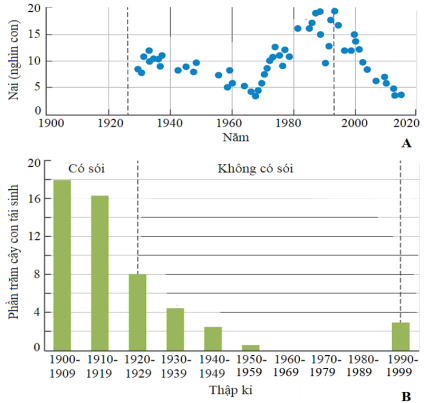 Nai (nghìn con)
20
15
10
5
0
1900 1920 1940 1960 1980 2000 2020
Năm
A
Phần trăm cây con tái sinh
20
16
12
8
4
0
Có sói Không có sói
1900- 1910- 1920- 1930- 1940- 1950- 1960- 1970- 1980- 1990-
1909 1919 1929 1939 1949 1959 1969 1979 1989 1999
Thập kỉ
B